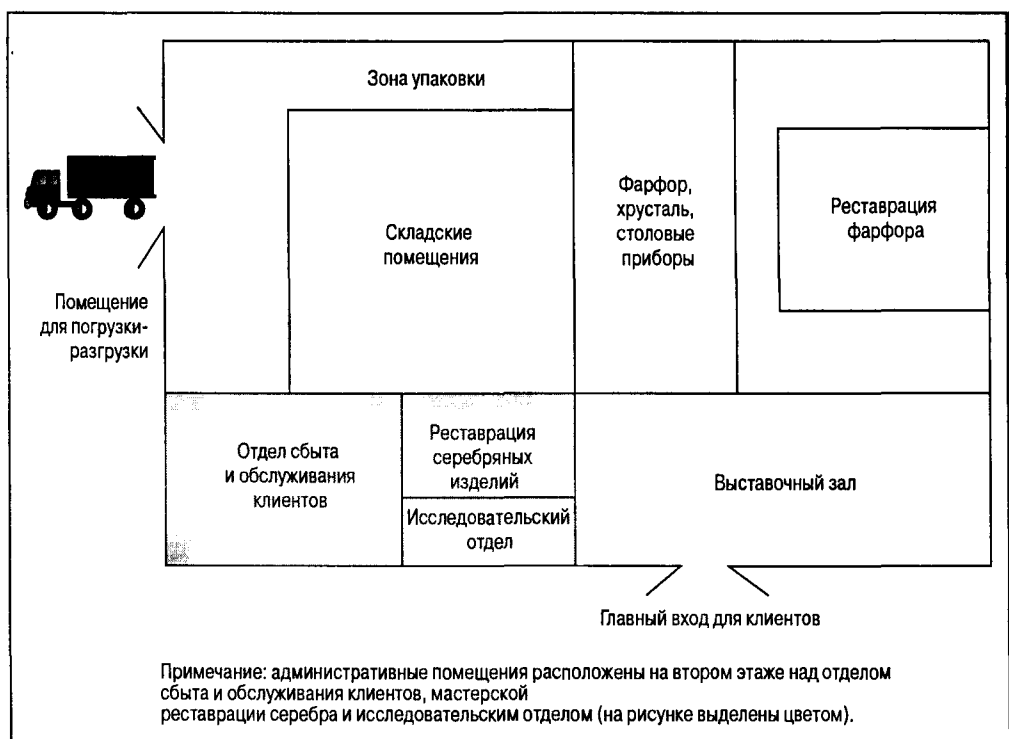 Зона упаковки
Складские
помещения
Фарфор,
хрусталь,
столовые
приборы
Реставрация
фарфора
Помещение
для погрузки-
разгрузки
Отдел сбыта
и обслуживания
клиентов
Реставрация
серебряных
изделий
Исследовательский
отдел
Выставочный зал
Главный вход для клиентов
Примечание: административные помещения расположены на втором этаже над отделом
сбыта и обслуживания клиентов, мастерской
реставрации серебра и исследовательским отделом (на рисунке выделены цветом).